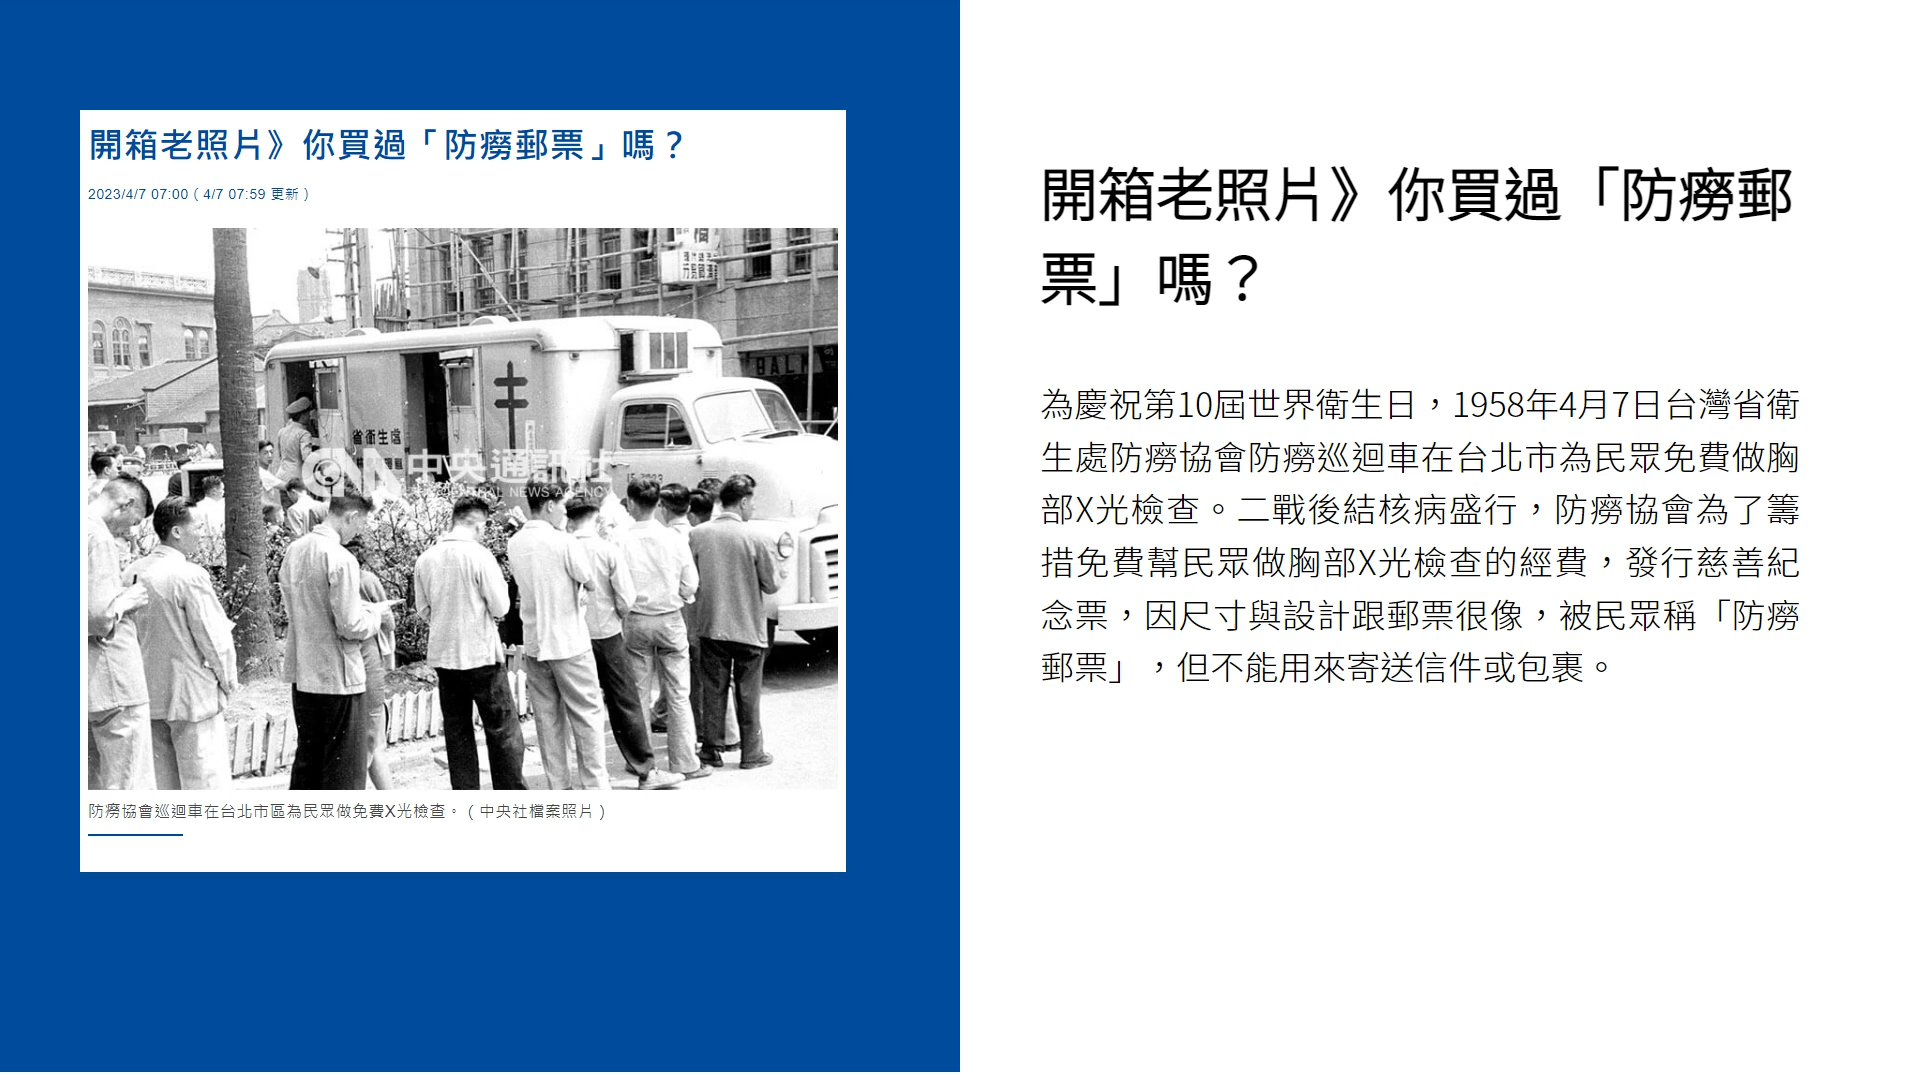 開箱老照片》你買過「防癆郵票」嗎？
2023/4/7 07:00（4/7 07:59 更新）
BALI
省衛生處
中央通訊社
CENTRAL NEWS AGENCY
防癆協會巡迴車在台北市區為民眾做免費X光檢查。（中央社檔案照片）
開箱老照片》你買過「防癆郵
票」嗎？
為慶祝第10屆世界衛生日，1958年4月7日台灣省衛
生處防癆協會防癆巡迴車在台北市為民眾免費做胸
部X光檢查。二戰後結核病盛行，防癆協會為了籌
措免費幫民眾做胸部X光檢查的經費，發行慈善紀
念票，因尺寸與設計跟郵票很像，被民眾稱「防癆
郵票」，但不能用來寄送信件或包裹。